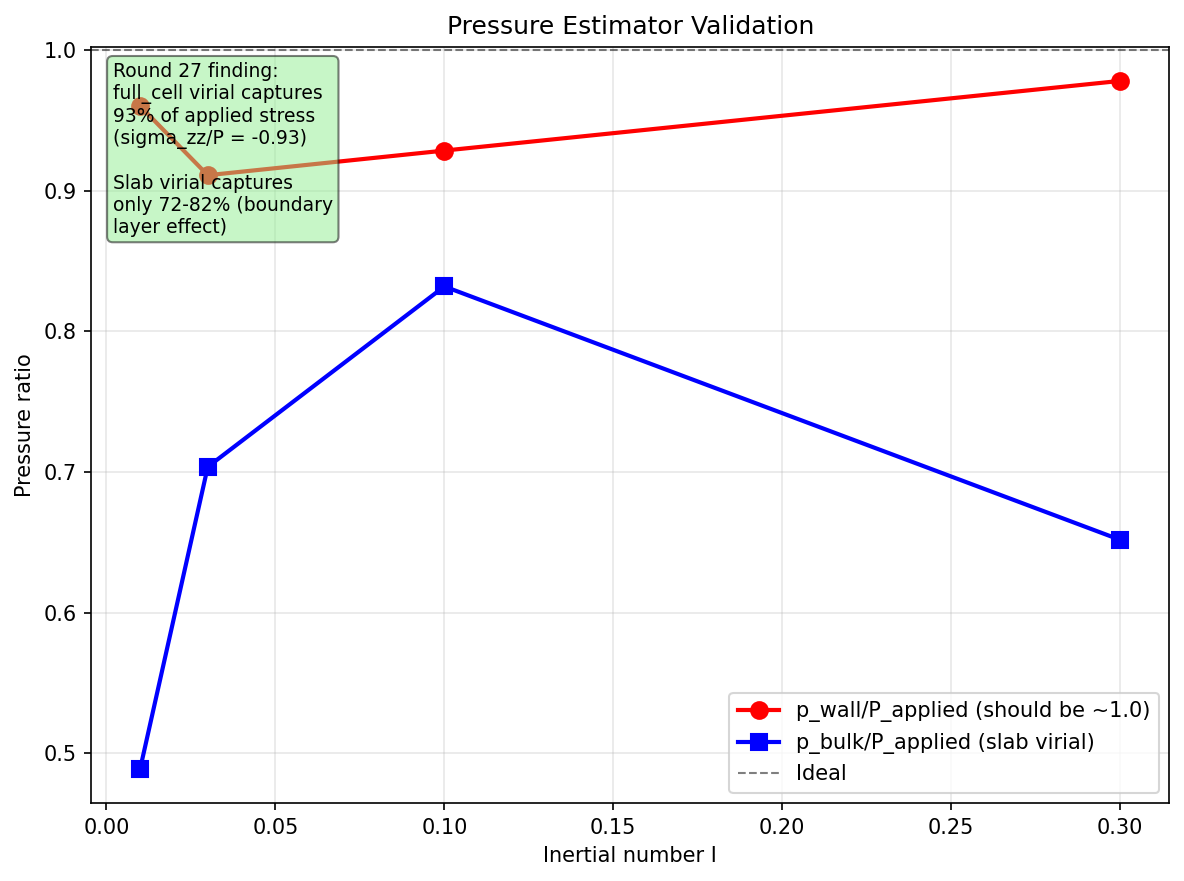 Pressure Estimator Validation
Round 27 finding:
full_cell virial captures
93% of applied stress
(sigma_zz/P = -0.93)
Slab virial captures
only 72-82% (boundary
layer effect)
1.0
0.9
0.8
0.7
0.6
0.5
Pressure ratio
p_wall/P_applied (should be ~1.0)
p_bulk/P_applied (slab virial)
Ideal
0.00 0.05 0.10 0.15 0.20 0.25 0.30
Inertial number I